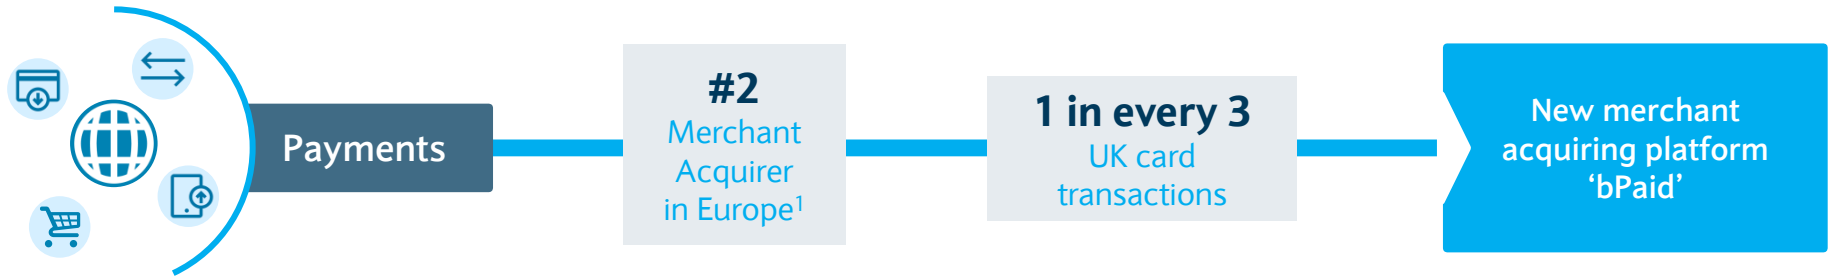 Payments
#2
Merchant
Acquirer
in Europe¹
1 in every 3
UK card
transactions
New merchant
acquiring platform
‘bPaid’